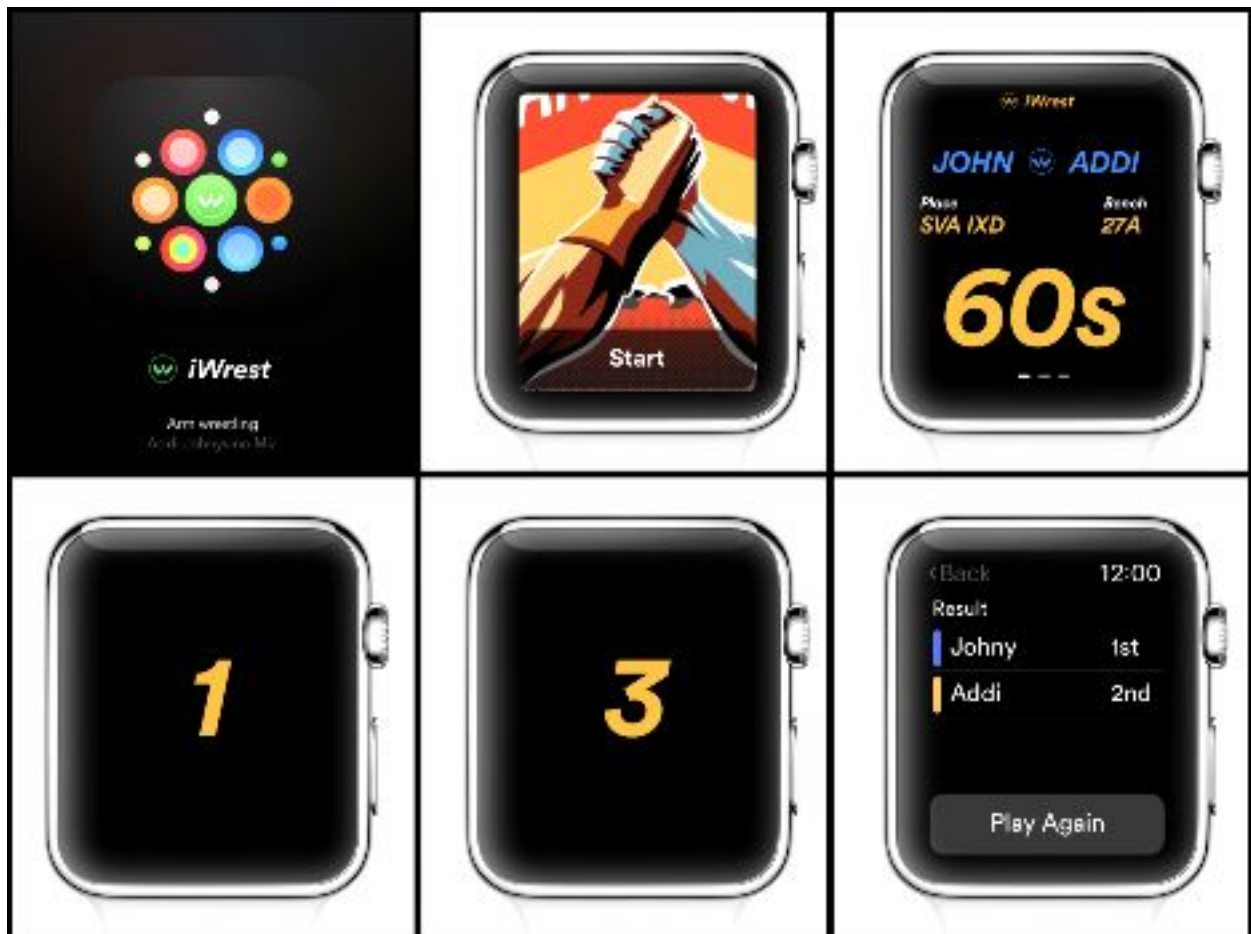 iWrest
Arm wrestling
Start
iWrest
JOHN ADDI
Place
SVA IXD
27A
60s
1
3
<Back 12:00
Result
Johny 1st
Addi 2nd
Play Again